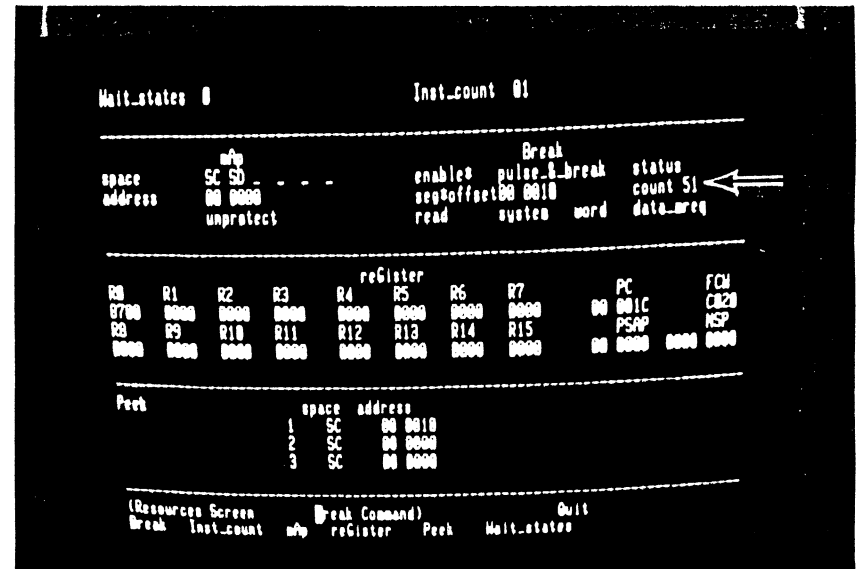 Wait_states 0 Inst_count 01
mAp Break
space SC SD _ _ _ _ enable* pulse_&_break status
address 00 0000 seg*offset 00 0010 count 51
unprotect read system word data_mreq
reGister
R0 R1 R2 R3 R4 R5 R6 R7 PC FCW
8700 0000 0000 0000 0000 0000 0000 0000 00 001C C020
R8 R9 R10 R11 R12 R13 R14 R15 PSAP NSP
0000 0000 0000 0000 0000 0000 0000 0000 00 0000 0000 0000
Peek space address
1 SC 00 0010
2 SC 00 0000
3 SC 00 0000
(Resources Screen Break Command) Quit
Break Inst_count mAp reGister Peek Wait_states